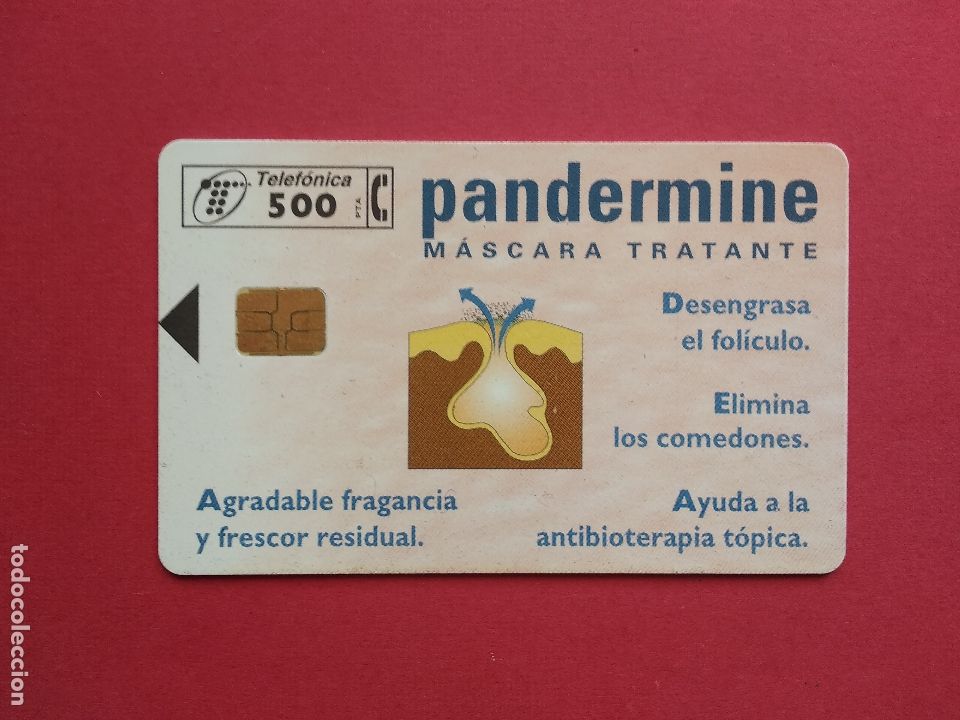 Telefónica
500 PTA
pandermine
MÁSCARA TRATANTE
Desengrasa
el folículo.
Elimina
los comedones.
Agradable fragancia
y frescor residual.
Ayuda a la
antibioterapia tópica.
todocoleccion